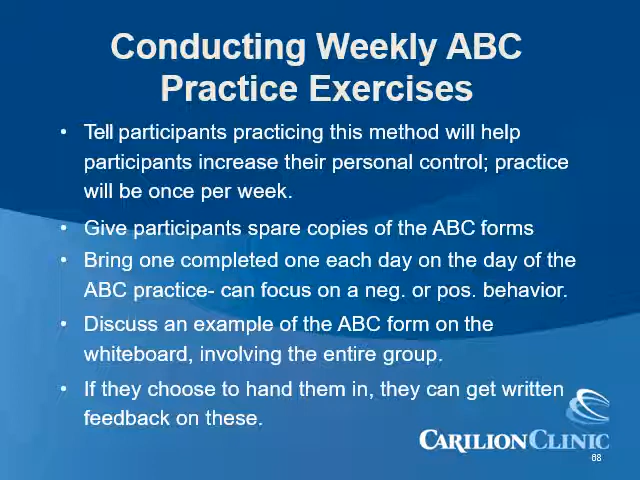 Conducting Weekly ABC
Practice Exercises
• Tell participants practicing this method will help
participants increase their personal control; practice
will be once per week.
• Give participants spare copies of the ABC forms
• Bring one completed one each day on the day of the
ABC practice- can focus on a neg. or pos. behavior.
• Discuss an example of the ABC form on the
whiteboard, involving the entire group.
• If they choose to hand them in, they can get written
feedback on these.
CARILION CLINIC
68